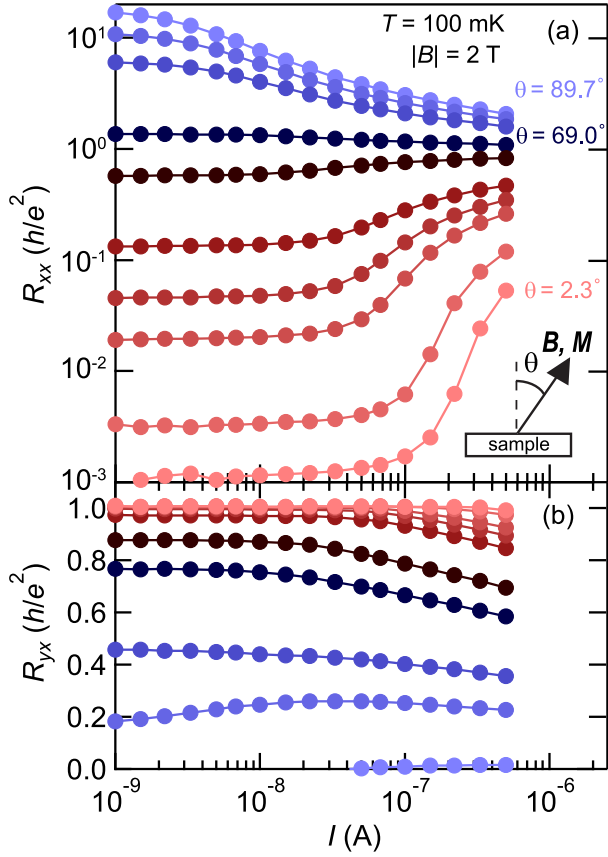 (a)
T = 100 mK
|B| = 2 T
θ = 89.7°
θ = 69.0°
θ = 2.3°
B, M
θ
sample
10¹
10⁰
10⁻¹
10⁻²
10⁻³
Rxx (h/e²)
(b)
1.0
0.8
0.6
0.4
0.2
0.0
Ryx (h/e²)
10⁻⁹
10⁻⁸
10⁻⁷
10⁻⁶
I (A)